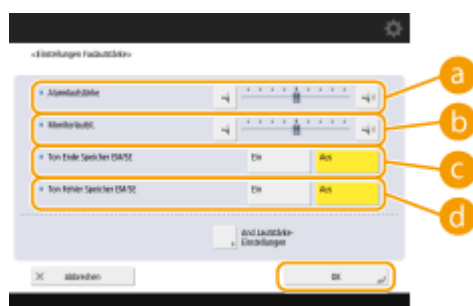 <Einstellungen Faxlautstärke>
Alarmlautstärke
a
Monitorlautst.
b
Ton Ende Speicher EM/SE
Ein
Aus
c
Ton Fehler Speicher EM/SE
Ein
Aus
d
And.Lautstärke-
Einstellungen
Abbrechen
OK